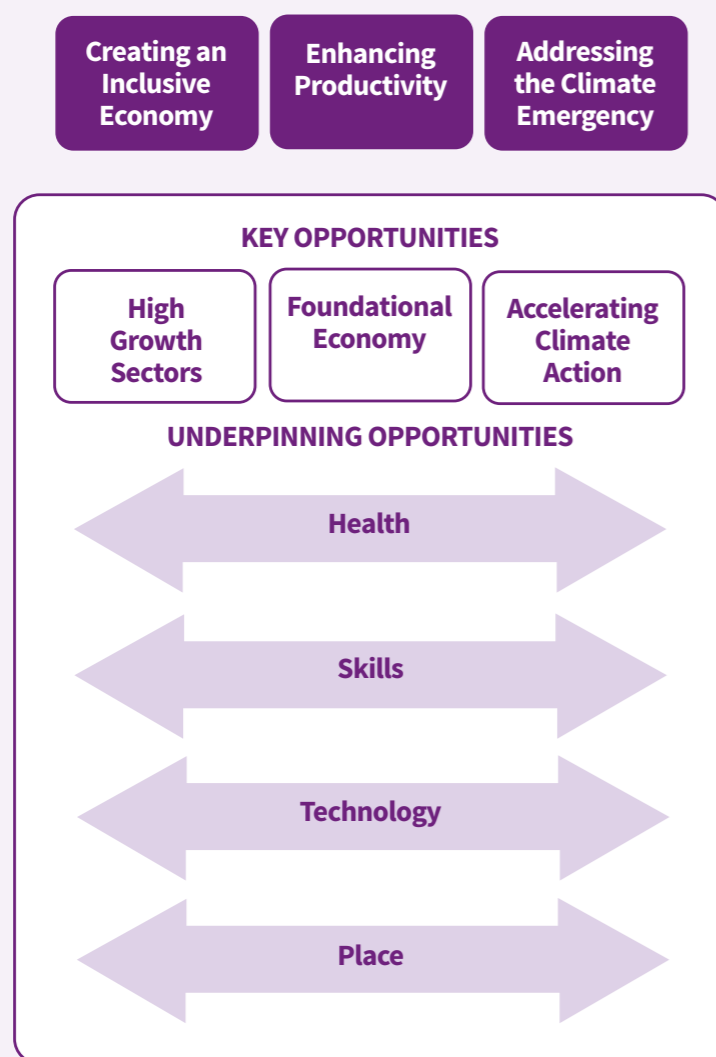 Creating an
Inclusive
Economy
Enhancing
Productivity
Addressing
the Climate
Emergency
KEY OPPORTUNITIES
High
Growth
Sectors
Foundational
Economy
Accelerating
Climate
Action
UNDERPINNING OPPORTUNITIES
Health
Skills
Technology
Place